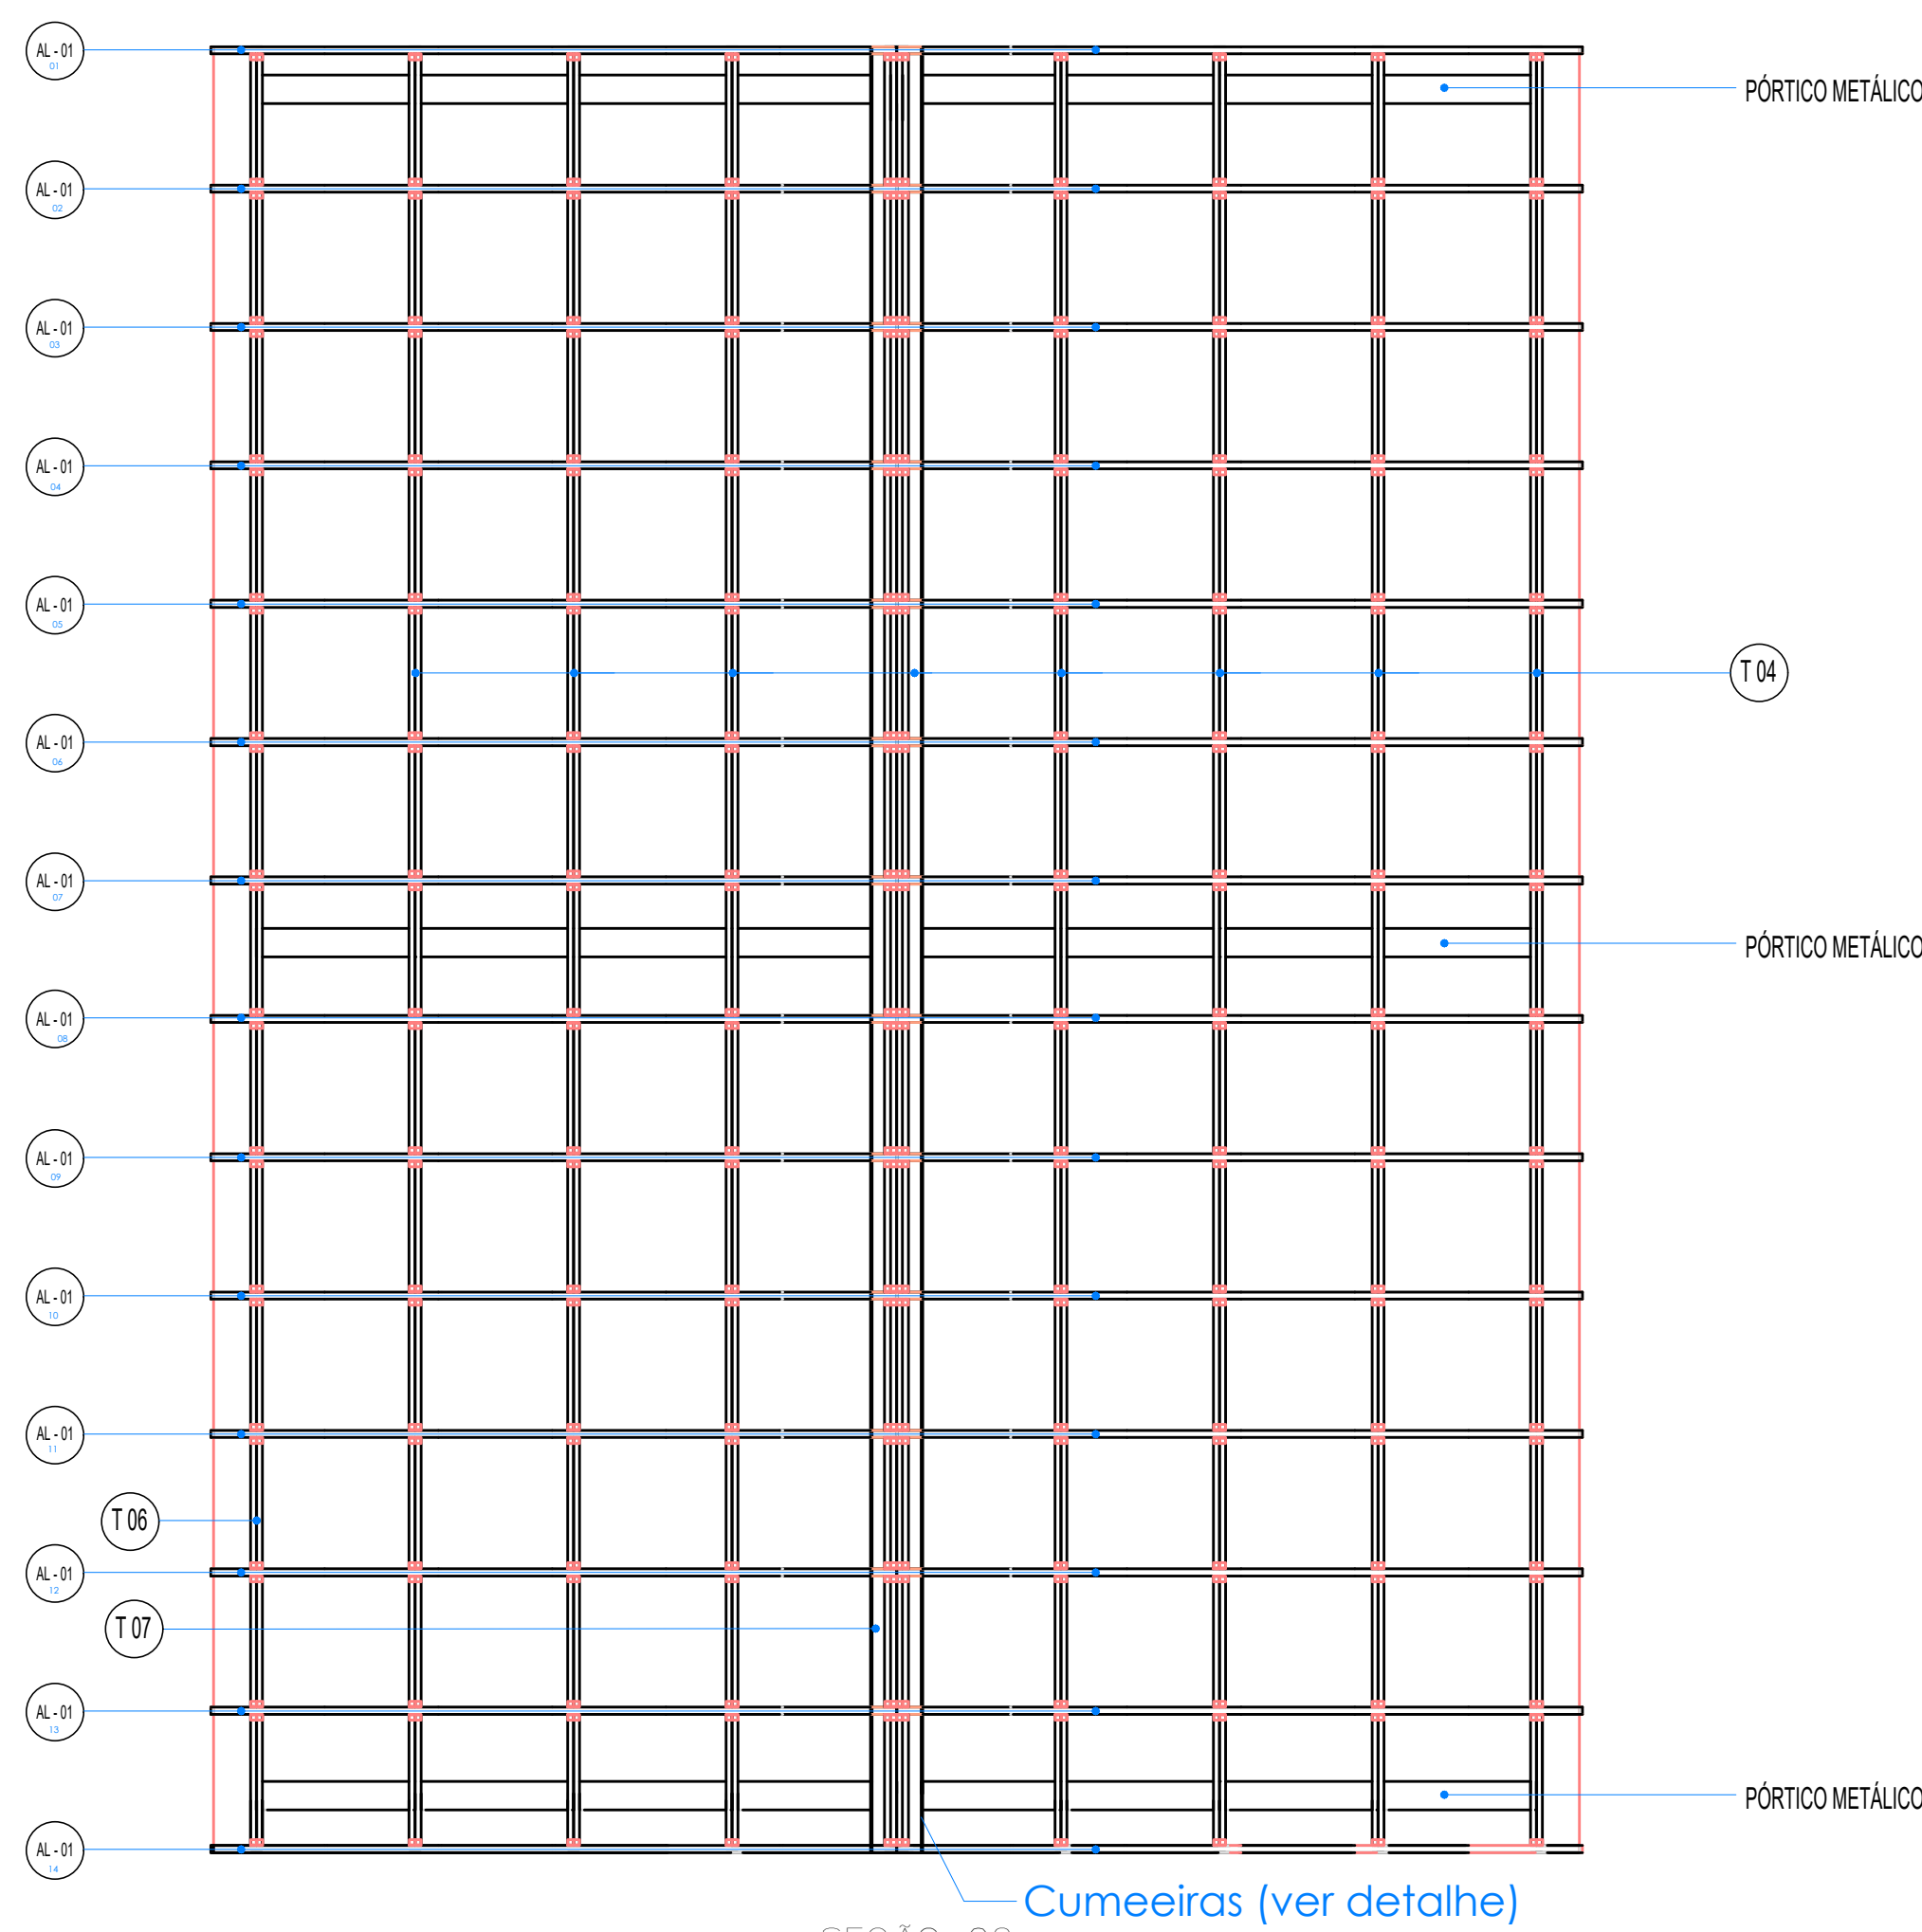 AL - 01
01
PÓRTICO METÁLICO
AL - 01
02
AL - 01
03
AL - 01
04
AL - 01
05
T 04
AL - 01
06
AL - 01
07
PÓRTICO METÁLICO
AL - 01
08
AL - 01
09
AL - 01
10
AL - 01
11
T 06
AL - 01
12
T 07
AL - 01
13
PÓRTICO METÁLICO
AL - 01
14
Cumeeiras (ver detalhe)